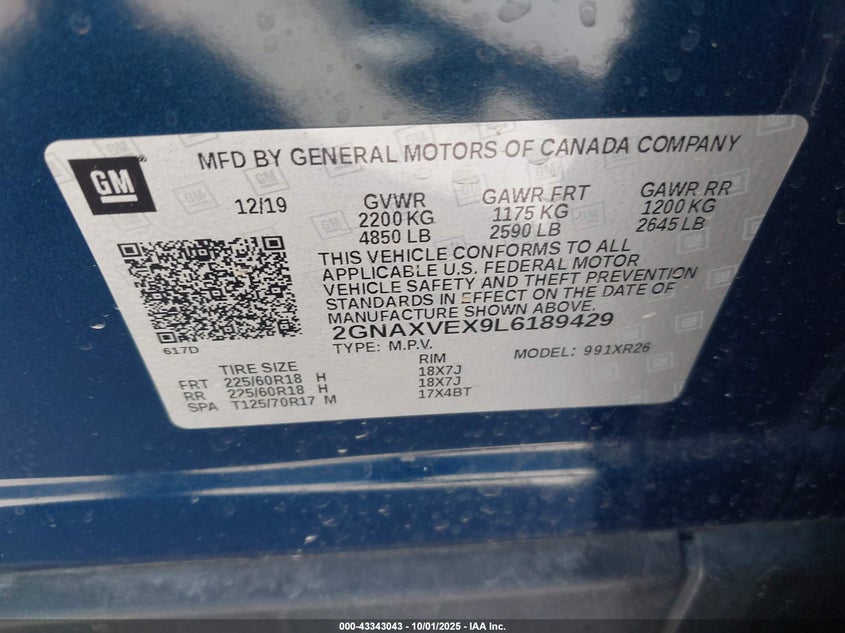 GM
MFD BY GENERAL MOTORS OF CANADA COMPANY
12/19
GVWR
2200 KG
4850 LB
GAWR FRT
1175 KG
2590 LB
GAWR RR
1200 KG
2645 LB
THIS VEHICLE CONFORMS TO ALL
APPLICABLE U.S. FEDERAL MOTOR
VEHICLE SAFETY AND THEFT PREVENTION
STANDARDS IN EFFECT ON THE DATE OF
MANUFACTURE SHOWN ABOVE.
2GNAXVEX9L6189429
617D
TYPE: M.P.V.
MODEL: 991XR26
TIRE SIZE
RIM
FRT 225/60R18 H 18X7J
RR 225/60R18 H 18X7J
SPA T125/70R17 M 17X4BT
000-43343043 - 10/01/2025 - IAA Inc.